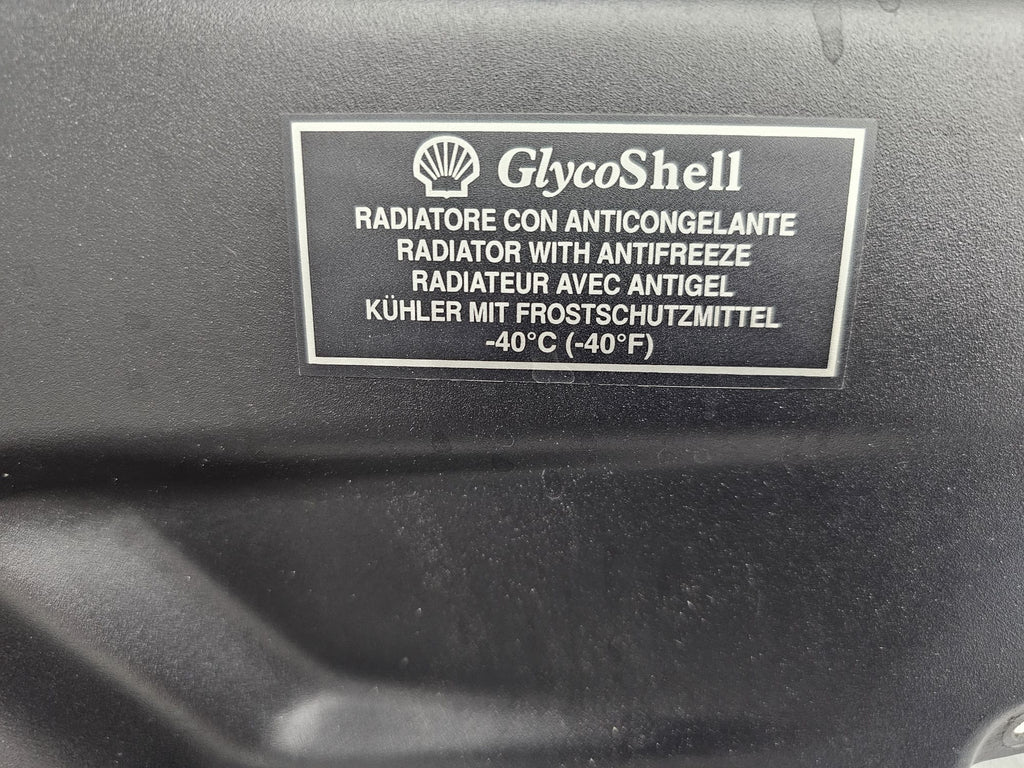 GlycoShell
RADIATORE CON ANTICONGELANTE
RADIATOR WITH ANTIFREEZE
RADIATEUR AVEC ANTIGEL
KÜHLER MIT FROSTSCHUTZMITTEL
-40°C (-40°F)